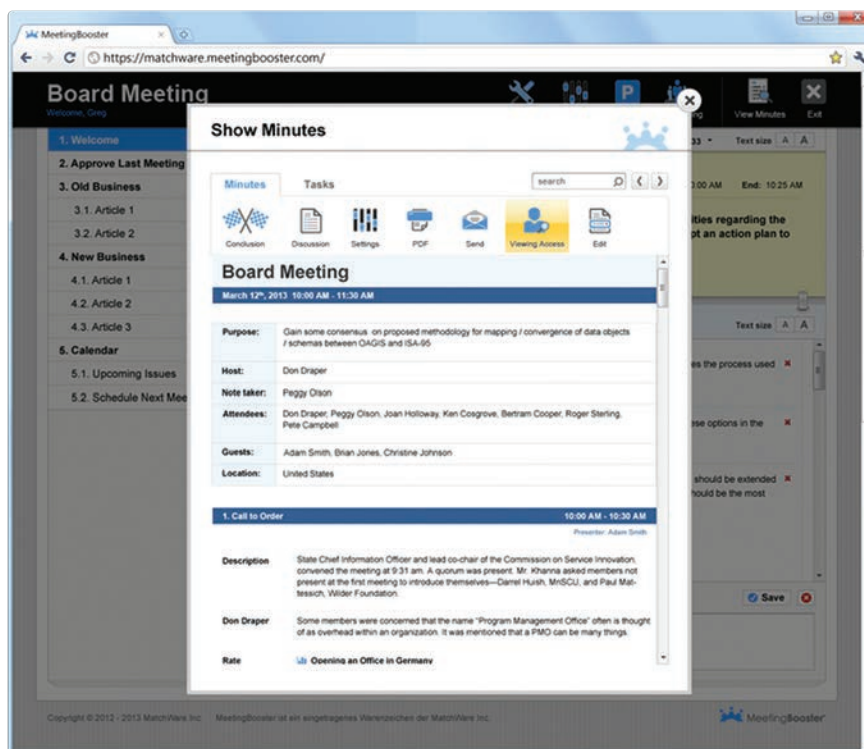 MeetingBooster
https://matchware.meetingbooster.com/
Board Meeting
Welcome, Greg
View Minutes
Exit
1. Welcome
2. Approve Last Meeting
3. Old Business
3.1. Article 1
3.2. Article 2
4. New Business
4.1. Article 1
4.2. Article 2
4.3. Article 3
5. Calendar
5.1. Upcoming Issues
5.2. Schedule Next Mee
Show Minutes
Minutes Tasks search
Conclusion Discussion Settings PDF Send Viewing Access Edit
Board Meeting
March 12th, 2013 10:00 AM - 11:30 AM
Purpose: Gain some consensus on proposed methodology for mapping / convergence of data objects
/ schemas between OAGIS and ISA-95
Host: Don Draper
Note taker: Peggy Olson
Attendees: Don Draper, Peggy Olson, Joan Holloway, Ken Cosgrove, Bertram Cooper, Roger Sterling,
Pete Campbell
Guests: Adam Smith, Brian Jones, Christine Johnson
Location: United States
1. Call to Order 10:00 AM - 10:30 AM
Presenter: Adam Smith
Description State Chief Information Officer and lead co-chair of the Commission on Service Innovation,
convened the meeting at 9:31 am. A quorum was present. Mr. Khanna asked members not
present at the first meeting to introduce themselves—Darrel Huish, MnSCU, and Paul Mat-
tessich, Wilder Foundation.
Don Draper Some members were concerned that the name "Program Management Office" often is thought
of as overhead within an organization. It was mentioned that a PMO can be many things.
Rate Opening an Office in Germany
Text size A A
End: 10:25 AM
ities regarding the
pt an action plan to
Text size A A
es the process used
ese options in the
should be extended
hould be the most
Save
Copyright © 2012 - 2013 MatchWare Inc. MeetingBooster ist ein eingetragenes Warenzeichen der MatchWare Inc.
MeetingBooster